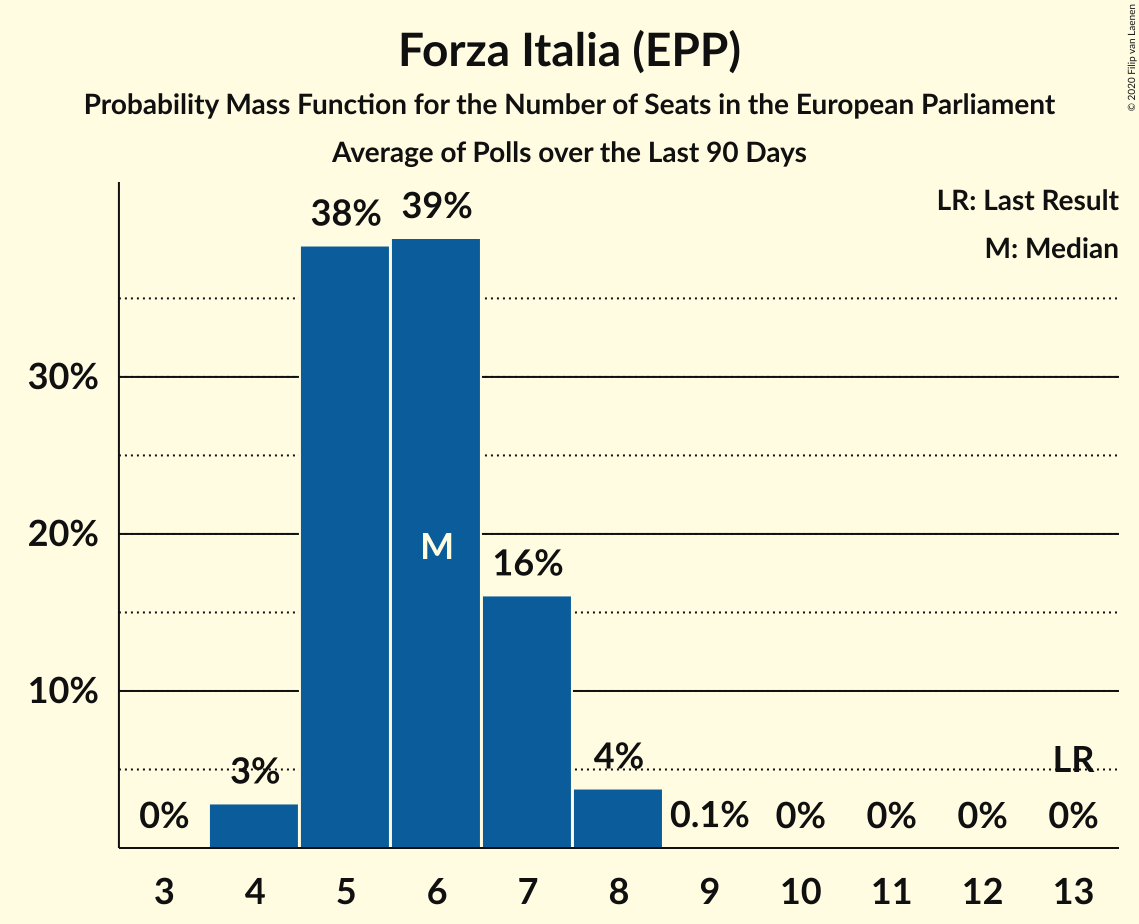 © 2020 Filip van Laenen
Forza Italia (EPP)
Probability Mass Function for the Number of Seats in the European Parliament
Average of Polls over the Last 90 Days
LR: Last Result
M: Median
38% 39%
30%
20%
M
16%
10%
3%
4%
LR
0% 0.1% 0% 0% 0% 0%
3 4 5 6 7 8 9 10 11 12 13